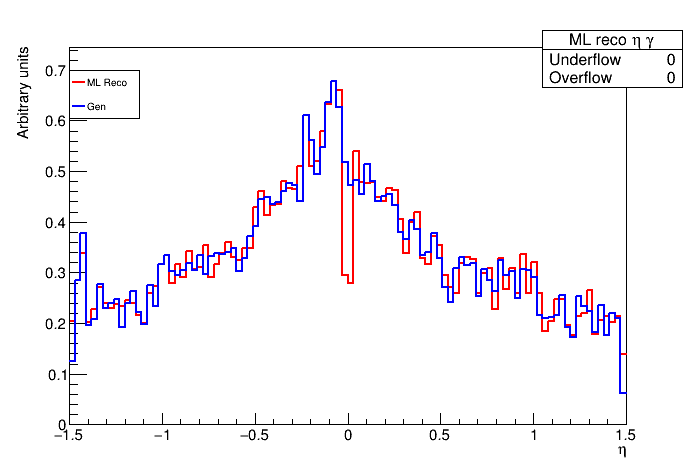 ML reco η γ
Underflow 0
Overflow 0
Arbitrary units
ML Reco
Gen
0.7
0.6
0.5
0.4
0.3
0.2
0.1
0
−1.5 −1 −0.5 0 0.5 1 1.5
η